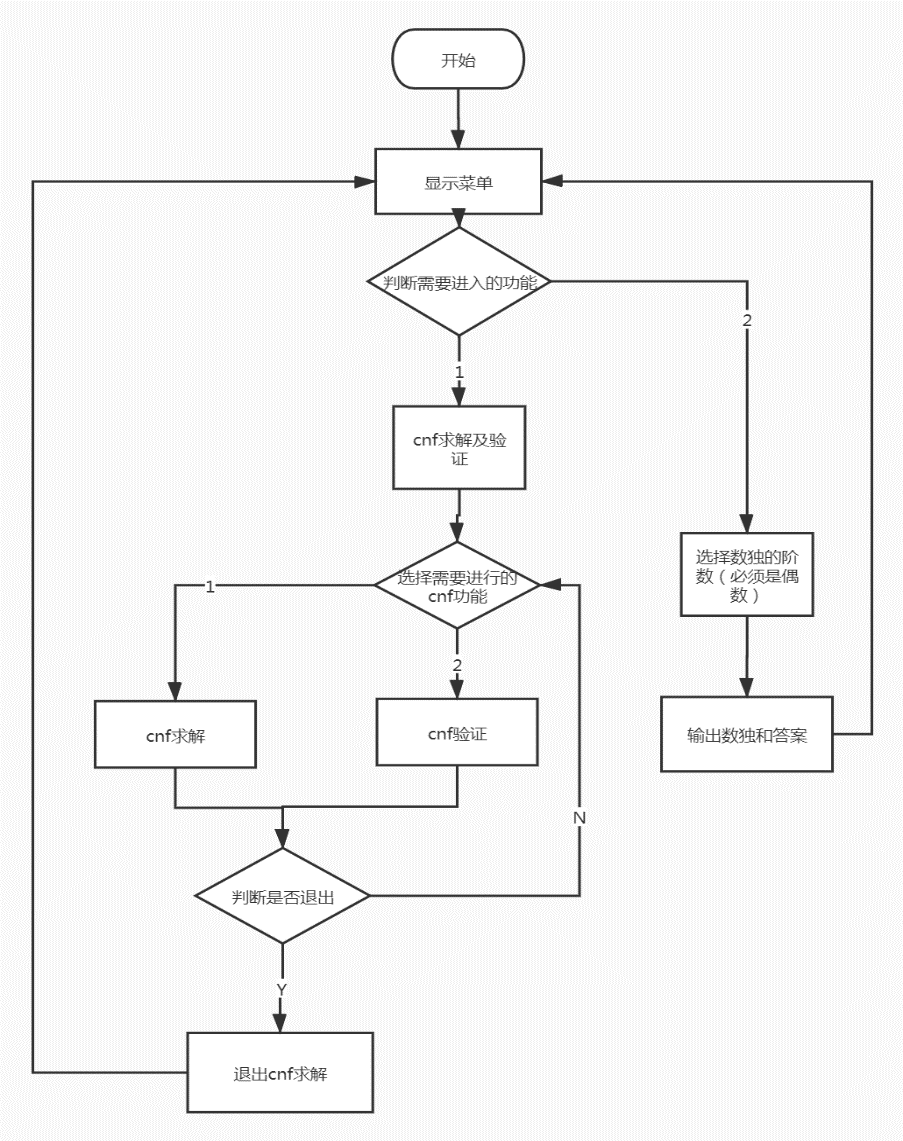 开始
显示菜单
判断需要进入的功能
2
1
cnf求解及验
证
选择数独的阶
数（必须是偶
数）
选择需要进行的
cnf功能
1
2
cnf求解
cnf验证
输出数独和答案
N
判断是否退出
Y
退出cnf求解